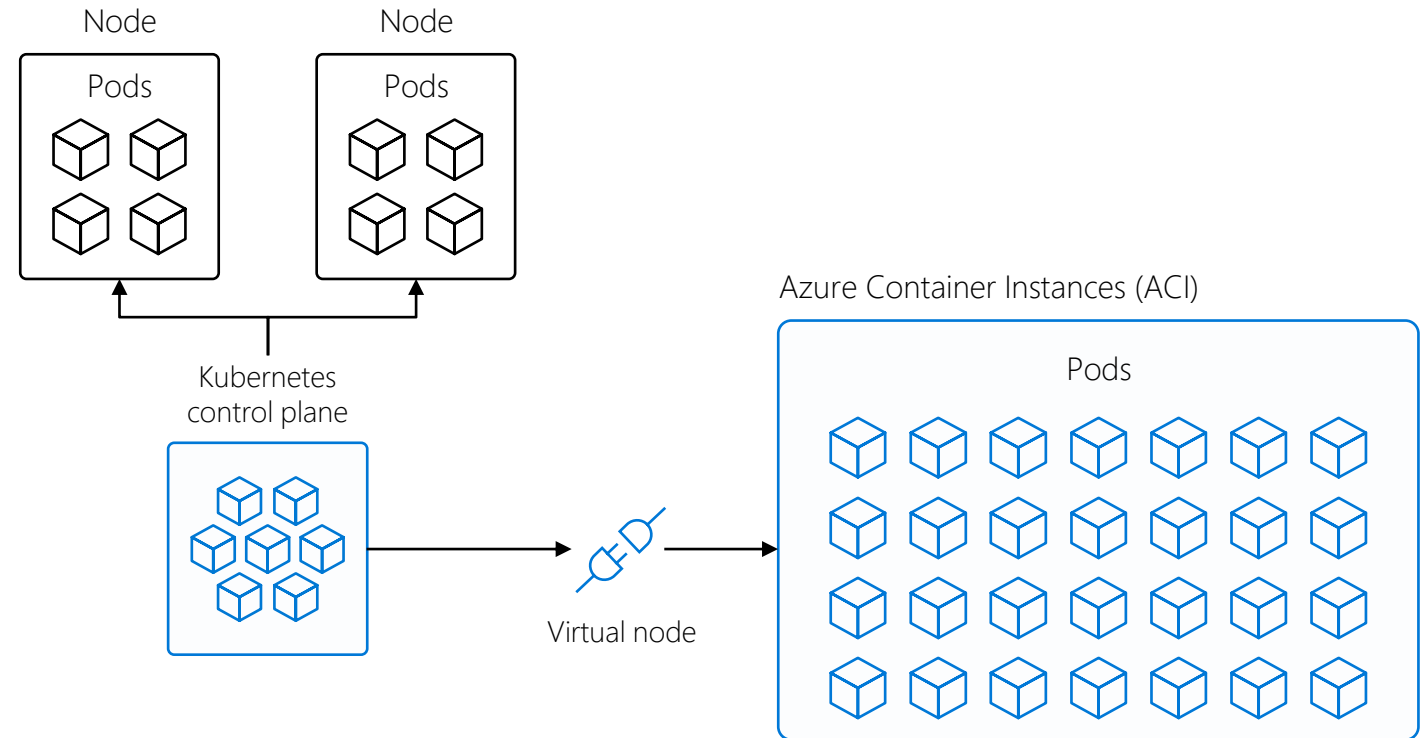 Node
Node
Pods
Pods
Azure Container Instances (ACI)
Kubernetes
control plane
Pods
Virtual node